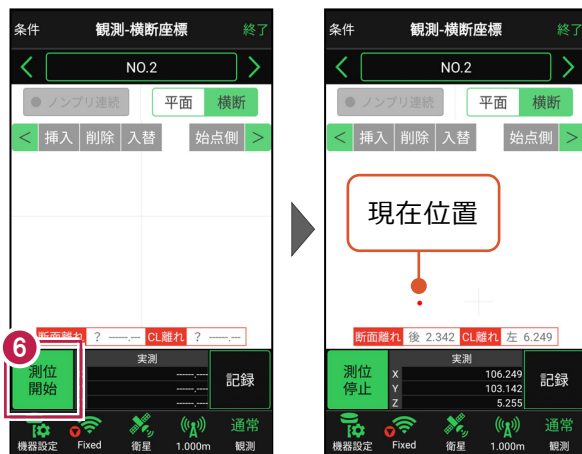 条件 観測-横断座標 終了
< NO.2 >
ノンプリ連続 平面 横断
< 挿入 削除 入替 始点側 >
断面離れ ? -----.--- CL離れ ? -----.---
6
測位開始
実測
-----.---
-----.---
-----.---
記録
機器設定 Fixed 衛星 1.000m 通常観測
条件 観測-横断座標 終了
< NO.2 >
ノンプリ連続 平面 横断
< 挿入 削除 入替 始点側 >
現在位置
断面離れ 後 2.342 CL離れ 左 6.249
測位停止
実測
X 106.249
Y 103.142
Z 5.255
記録
機器設定 Fixed 衛星 1.000m 通常観測